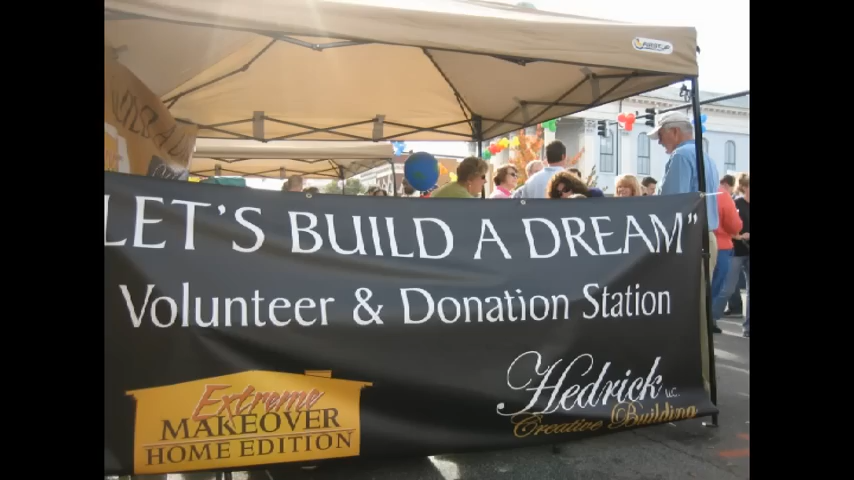 LET'S BUILD A DREAM"
Volunteer & Donation Station
Extreme
MAKEOVER
HOME EDITION
Hedrick LLC.
Creative Building